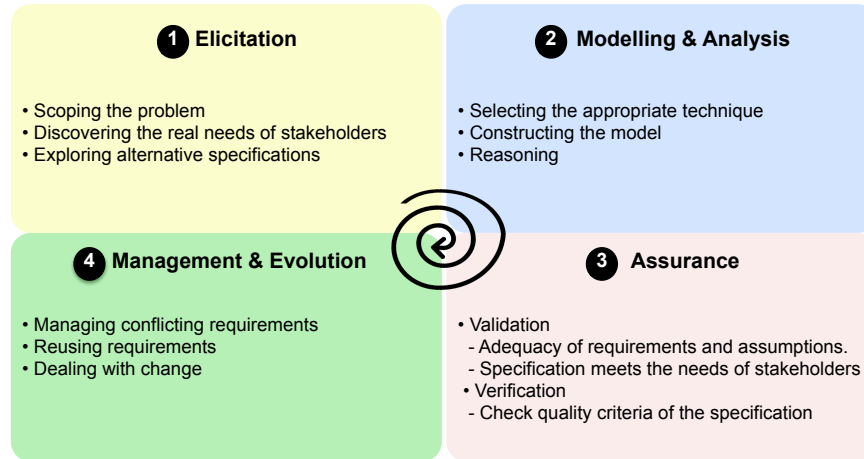 1 Elicitation
• Scoping the problem
• Discovering the real needs of stakeholders
• Exploring alternative specifications
2 Modelling & Analysis
• Selecting the appropriate technique
• Constructing the model
• Reasoning
4 Management & Evolution
• Managing conflicting requirements
• Reusing requirements
• Dealing with change
3 Assurance
• Validation
- Adequacy of requirements and assumptions.
- Specification meets the needs of stakeholders
• Verification
- Check quality criteria of the specification